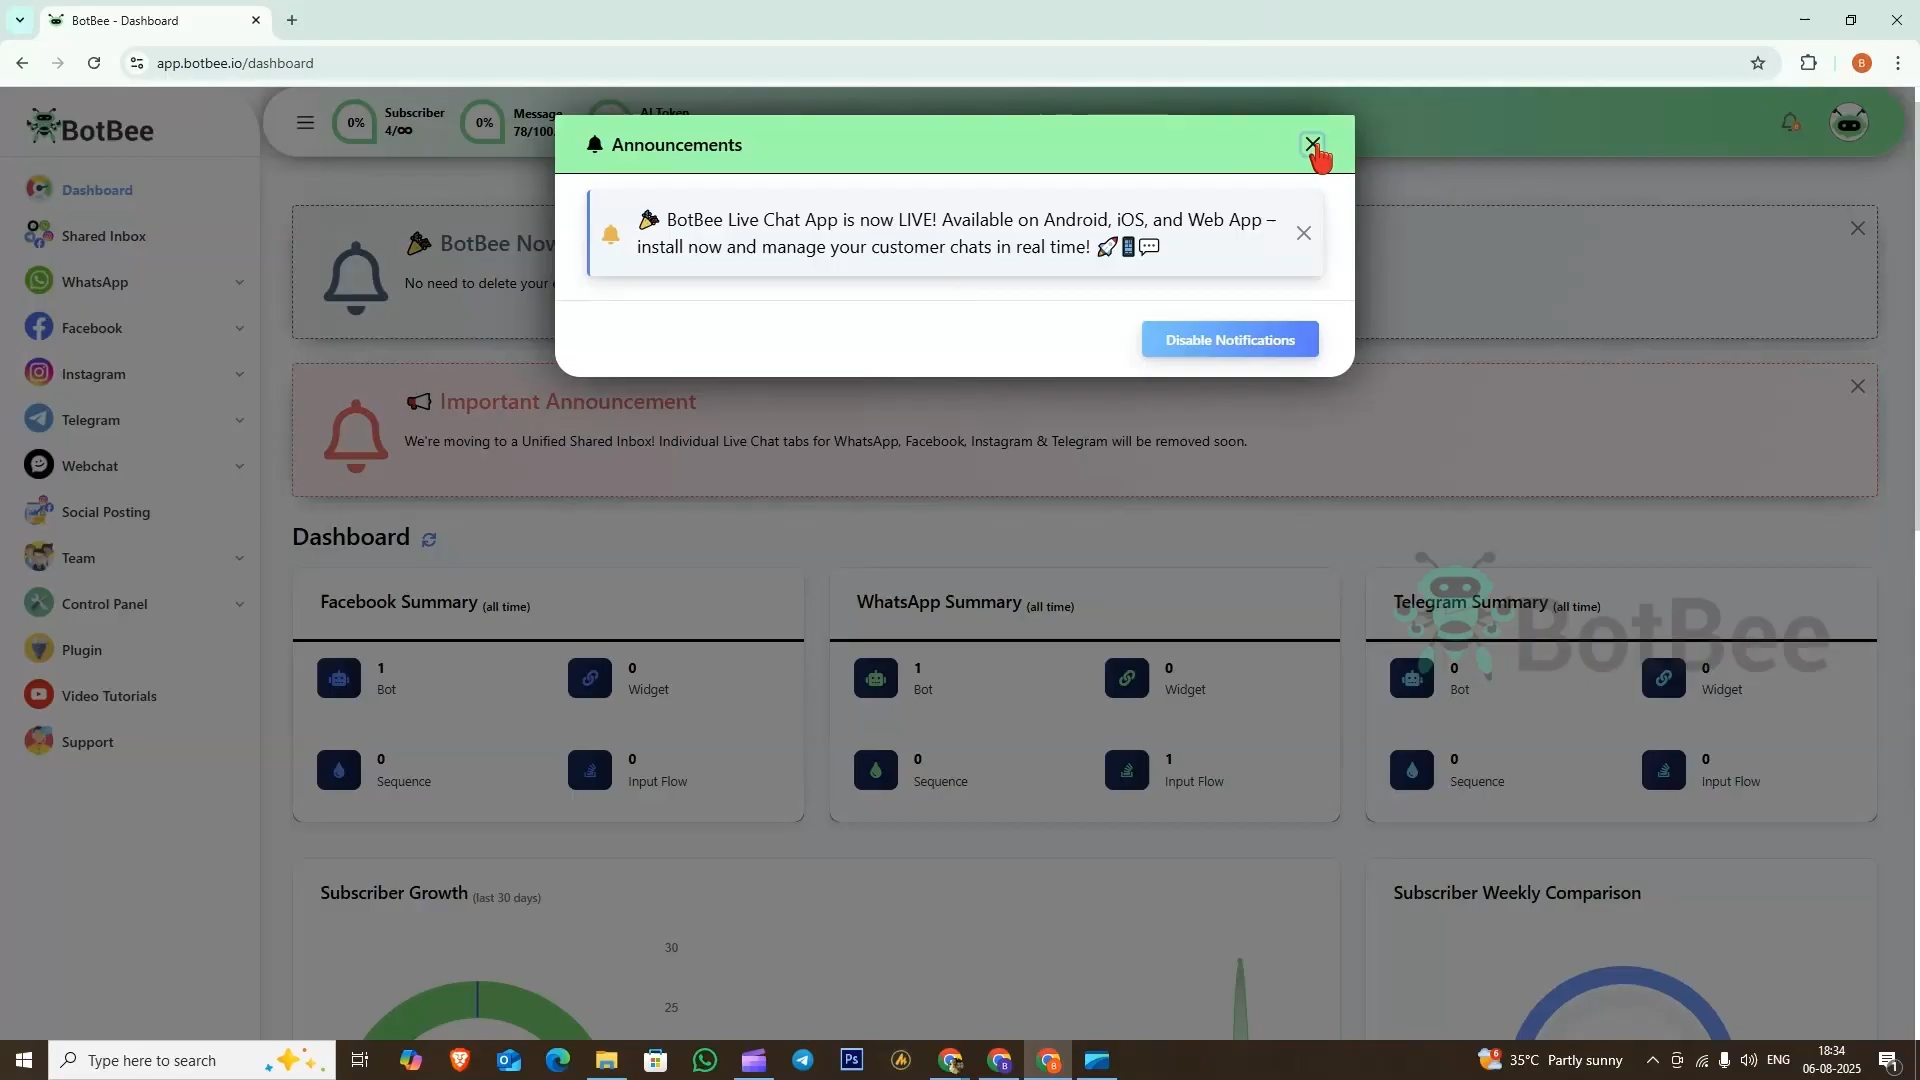 BotBee - Dashboard
app.botbee.io/dashboard
BotBee
0%
Subscriber
4/∞
0%
Message
78/100.
AI Token
Announcements
🎉 BotBee Live Chat App is now LIVE! Available on Android, iOS, and Web App –
install now and manage your customer chats in real time! 🚀📱💬
Disable Notifications
Dashboard
Shared Inbox
WhatsApp
Facebook
Instagram
Telegram
Webchat
Social Posting
Team
Control Panel
Plugin
Video Tutorials
Support
🎉 BotBee Nov
No need to delete your
📢 Important Announcement
We're moving to a Unified Shared Inbox! Individual Live Chat tabs for WhatsApp, Facebook, Instagram & Telegram will be removed soon.
Dashboard
Facebook Summary (all time)
1
Bot
0
Widget
0
Sequence
0
Input Flow
WhatsApp Summary (all time)
1
Bot
0
Widget
0
Sequence
1
Input Flow
Telegram Summary (all time)
0
Bot
0
Widget
0
Sequence
0
Input Flow
BotBee
Subscriber Growth (last 30 days)
30
25
Subscriber Weekly Comparison
Type here to search
35°C Partly sunny
ENG
18:34
06-08-2025